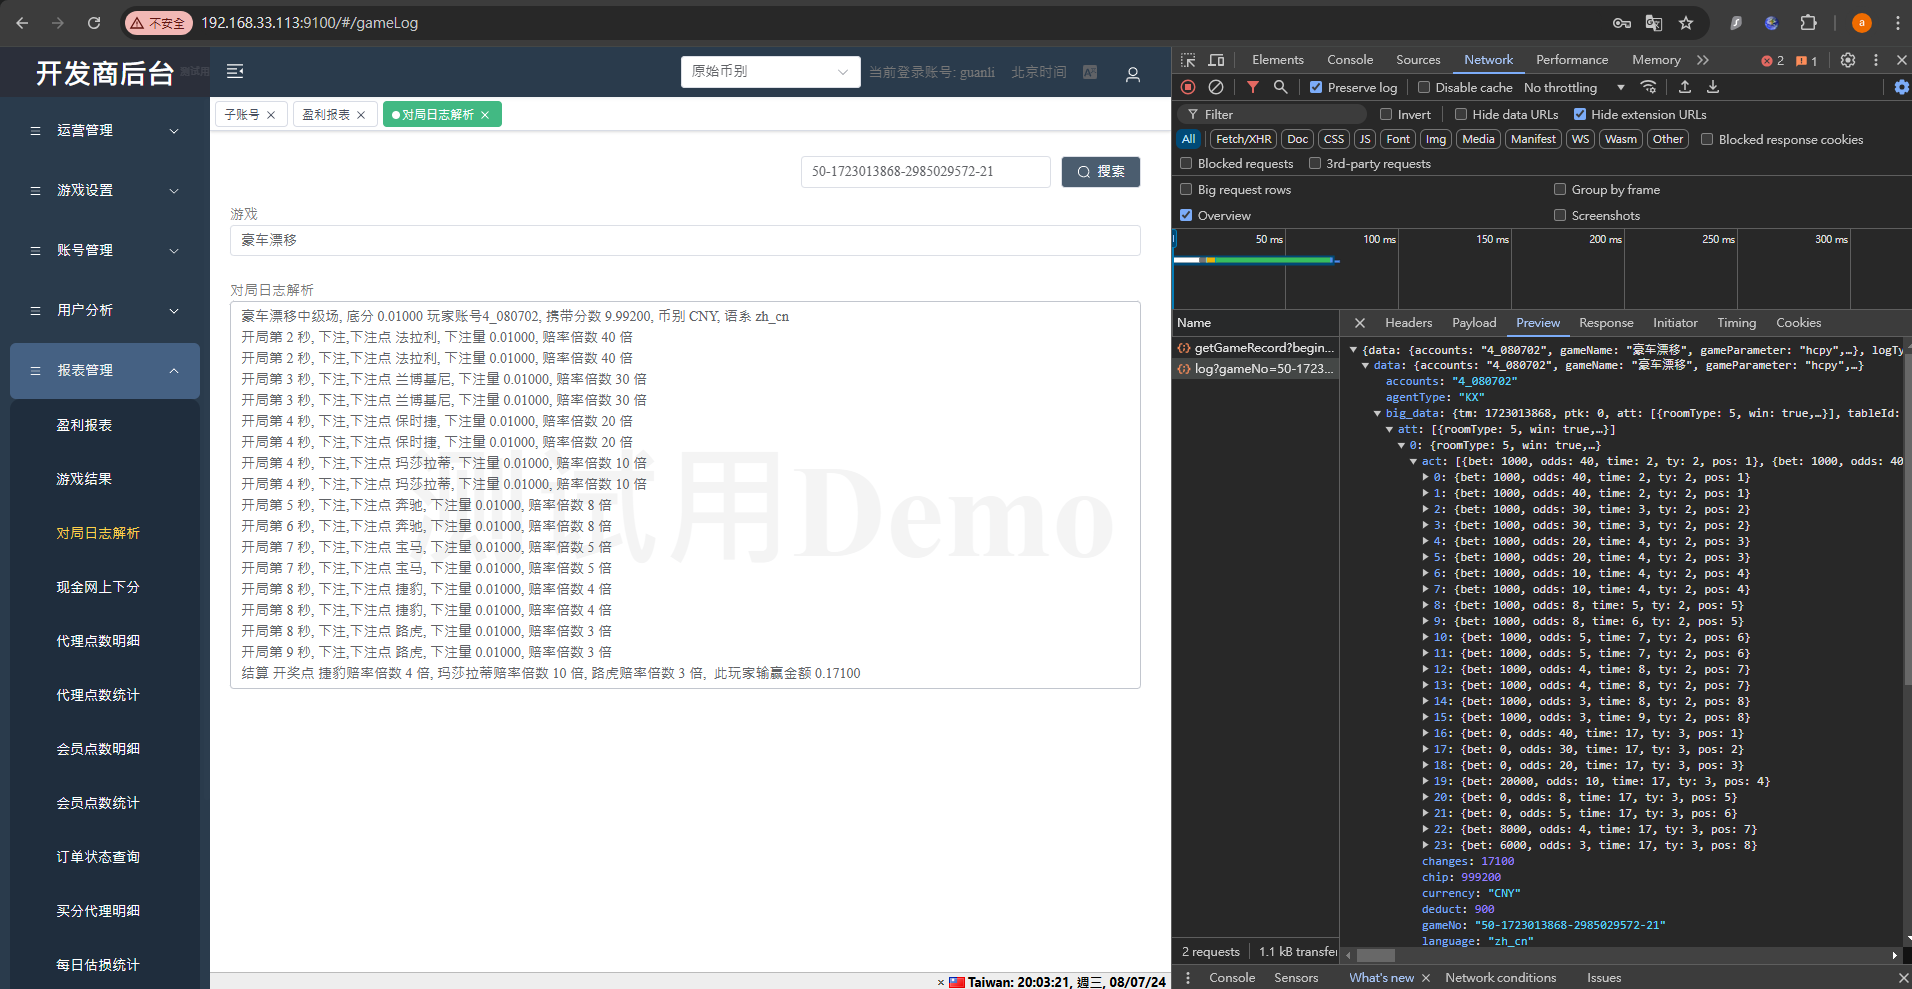 不安全
192.168.33.113:9100/#/gameLog
a
开发商后台
测试用
运营管理
游戏设置
账号管理
用户分析
报表管理
盈利报表
游戏结果
对局日志解析
现金网上下分
代理点数明細
代理点数统计
会员点数明細
会员点数统计
订单状态查询
买分代理明細
每日估损统计
原始币别
当前登录账号: guanli
北京时间
子账号 ×
盈利报表 ×
对局日志解析 ×
50-1723013868-2985029572-21
搜索
游戏
豪车漂移
对局日志解析
豪车漂移中级场, 底分 0.01000 玩家账号4_080702, 携带分数 9.99200, 币别 CNY, 语系 zh_cn
开局第 2 秒, 下注,下注点 法拉利, 下注量 0.01000, 赔率倍数 40 倍
开局第 2 秒, 下注,下注点 法拉利, 下注量 0.01000, 赔率倍数 40 倍
开局第 3 秒, 下注,下注点 兰博基尼, 下注量 0.01000, 赔率倍数 30 倍
开局第 3 秒, 下注,下注点 兰博基尼, 下注量 0.01000, 赔率倍数 30 倍
开局第 4 秒, 下注,下注点 保时捷, 下注量 0.01000, 赔率倍数 20 倍
开局第 4 秒, 下注,下注点 保时捷, 下注量 0.01000, 赔率倍数 20 倍
开局第 4 秒, 下注,下注点 玛莎拉蒂, 下注量 0.01000, 赔率倍数 10 倍
开局第 4 秒, 下注,下注点 玛莎拉蒂, 下注量 0.01000, 赔率倍数 10 倍
开局第 5 秒, 下注,下注点 奔驰, 下注量 0.01000, 赔率倍数 8 倍
开局第 6 秒, 下注,下注点 奔驰, 下注量 0.01000, 赔率倍数 8 倍
开局第 7 秒, 下注,下注点 宝马, 下注量 0.01000, 赔率倍数 5 倍
开局第 7 秒, 下注,下注点 宝马, 下注量 0.01000, 赔率倍数 5 倍
开局第 8 秒, 下注,下注点 捷豹, 下注量 0.01000, 赔率倍数 4 倍
开局第 8 秒, 下注,下注点 捷豹, 下注量 0.01000, 赔率倍数 4 倍
开局第 8 秒, 下注,下注点 路虎, 下注量 0.01000, 赔率倍数 3 倍
开局第 9 秒, 下注,下注点 路虎, 下注量 0.01000, 赔率倍数 3 倍
结算 开奖点 捷豹赔率倍数 4 倍, 玛莎拉蒂赔率倍数 10 倍, 路虎赔率倍数 3 倍, 此玩家输赢金额 0.17100
测试用Demo
× Taiwan: 20:03:21, 週三, 08/07/24
Elements Console Sources Network Performance Memory
2 1
Preserve log Disable cache No throttling
Filter Invert Hide data URLs Hide extension URLs
All Fetch/XHR Doc CSS JS Font Img Media Manifest WS Wasm Other Blocked response cookies
Blocked requests 3rd-party requests
Big request rows Group by frame
Overview Screenshots
50 ms 100 ms 150 ms 200 ms 250 ms 300 ms
Name
Headers Payload Preview Response Initiator Timing Cookies
getGameRecord?begin...
log?gameNo=50-1723...
{data: {accounts: "4_080702", gameName: "豪车漂移", gameParameter: "hcpy",…}, logTy
data: {accounts: "4_080702", gameName: "豪车漂移", gameParameter: "hcpy",…}
accounts: "4_080702"
agentType: "KX"
big_data: {tm: 1723013868, ptk: 0, att: [{roomType: 5, win: true,…}], tableId:
att: [{roomType: 5, win: true,…}]
0: {roomType: 5, win: true,…}
act: [{bet: 1000, odds: 40, time: 2, ty: 2, pos: 1}, {bet: 1000, odds: 40
0: {bet: 1000, odds: 40, time: 2, ty: 2, pos: 1}
1: {bet: 1000, odds: 40, time: 2, ty: 2, pos: 1}
2: {bet: 1000, odds: 30, time: 3, ty: 2, pos: 2}
3: {bet: 1000, odds: 30, time: 3, ty: 2, pos: 2}
4: {bet: 1000, odds: 20, time: 4, ty: 2, pos: 3}
5: {bet: 1000, odds: 20, time: 4, ty: 2, pos: 3}
6: {bet: 1000, odds: 10, time: 4, ty: 2, pos: 4}
7: {bet: 1000, odds: 10, time: 4, ty: 2, pos: 4}
8: {bet: 1000, odds: 8, time: 5, ty: 2, pos: 5}
9: {bet: 1000, odds: 8, time: 6, ty: 2, pos: 5}
10: {bet: 1000, odds: 5, time: 7, ty: 2, pos: 6}
11: {bet: 1000, odds: 5, time: 7, ty: 2, pos: 6}
12: {bet: 1000, odds: 4, time: 8, ty: 2, pos: 7}
13: {bet: 1000, odds: 4, time: 8, ty: 2, pos: 7}
14: {bet: 1000, odds: 3, time: 8, ty: 2, pos: 8}
15: {bet: 1000, odds: 3, time: 9, ty: 2, pos: 8}
16: {bet: 0, odds: 40, time: 17, ty: 3, pos: 1}
17: {bet: 0, odds: 30, time: 17, ty: 3, pos: 2}
18: {bet: 0, odds: 20, time: 17, ty: 3, pos: 3}
19: {bet: 20000, odds: 10, time: 17, ty: 3, pos: 4}
20: {bet: 0, odds: 8, time: 17, ty: 3, pos: 5}
21: {bet: 0, odds: 5, time: 17, ty: 3, pos: 6}
22: {bet: 8000, odds: 4, time: 17, ty: 3, pos: 7}
23: {bet: 6000, odds: 3, time: 17, ty: 3, pos: 8}
changes: 17100
chip: 999200
currency: "CNY"
deduct: 900
gameNo: "50-1723013868-2985029572-21"
language: "zh_cn"
2 requests 1.1 kB transfer
Console Sensors What's new × Network conditions Issues